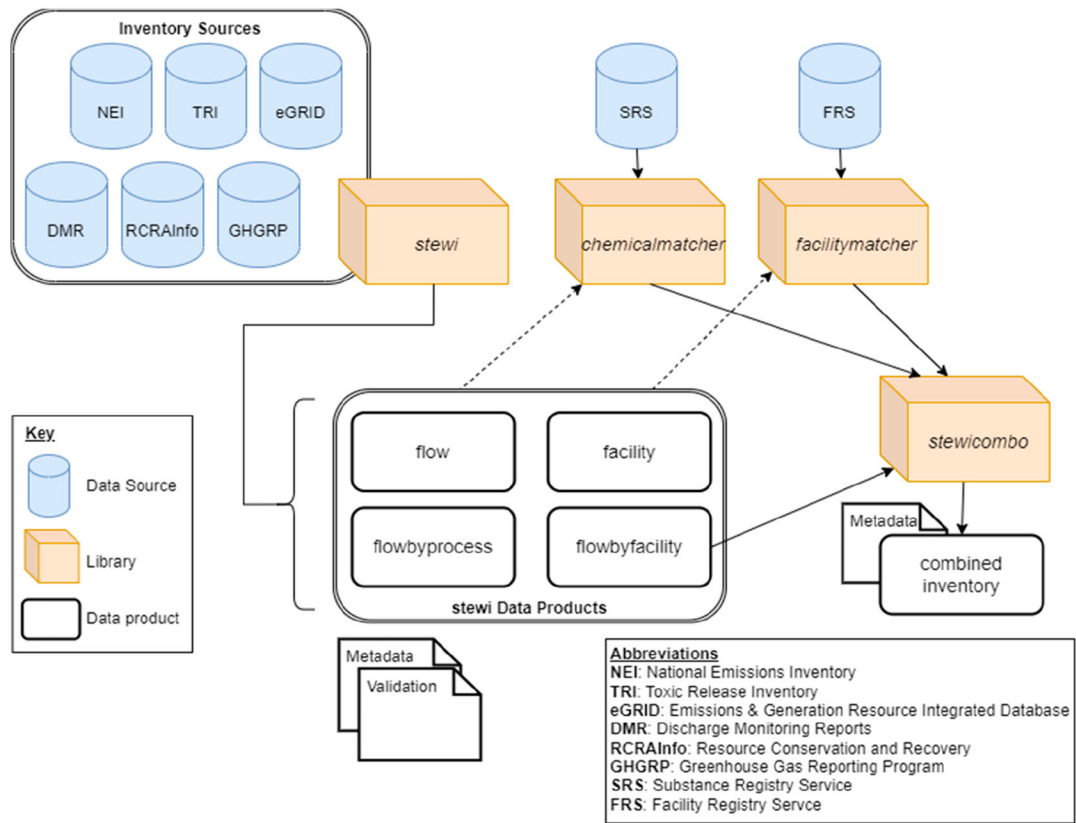 Inventory Sources
NEI
TRI
eGRID
SRS
FRS
DMR
RCRAInfo
GHGRP
stewi
chemicalmatcher
facilitymatcher
Key
Data Source
Library
Data product
flow
facility
flowbyprocess
flowbyfacility
stewi Data Products
stewicombo
Metadata
combined
inventory
Metadata
Validation
Abbreviations
NEI: National Emissions Inventory
TRI: Toxic Release Inventory
eGRID: Emissions & Generation Resource Integrated Database
DMR: Discharge Monitoring Reports
RCRAInfo: Resource Conservation and Recovery
GHGRP: Greenhouse Gas Reporting Program
SRS: Substance Registry Service
FRS: Facility Registry Servce